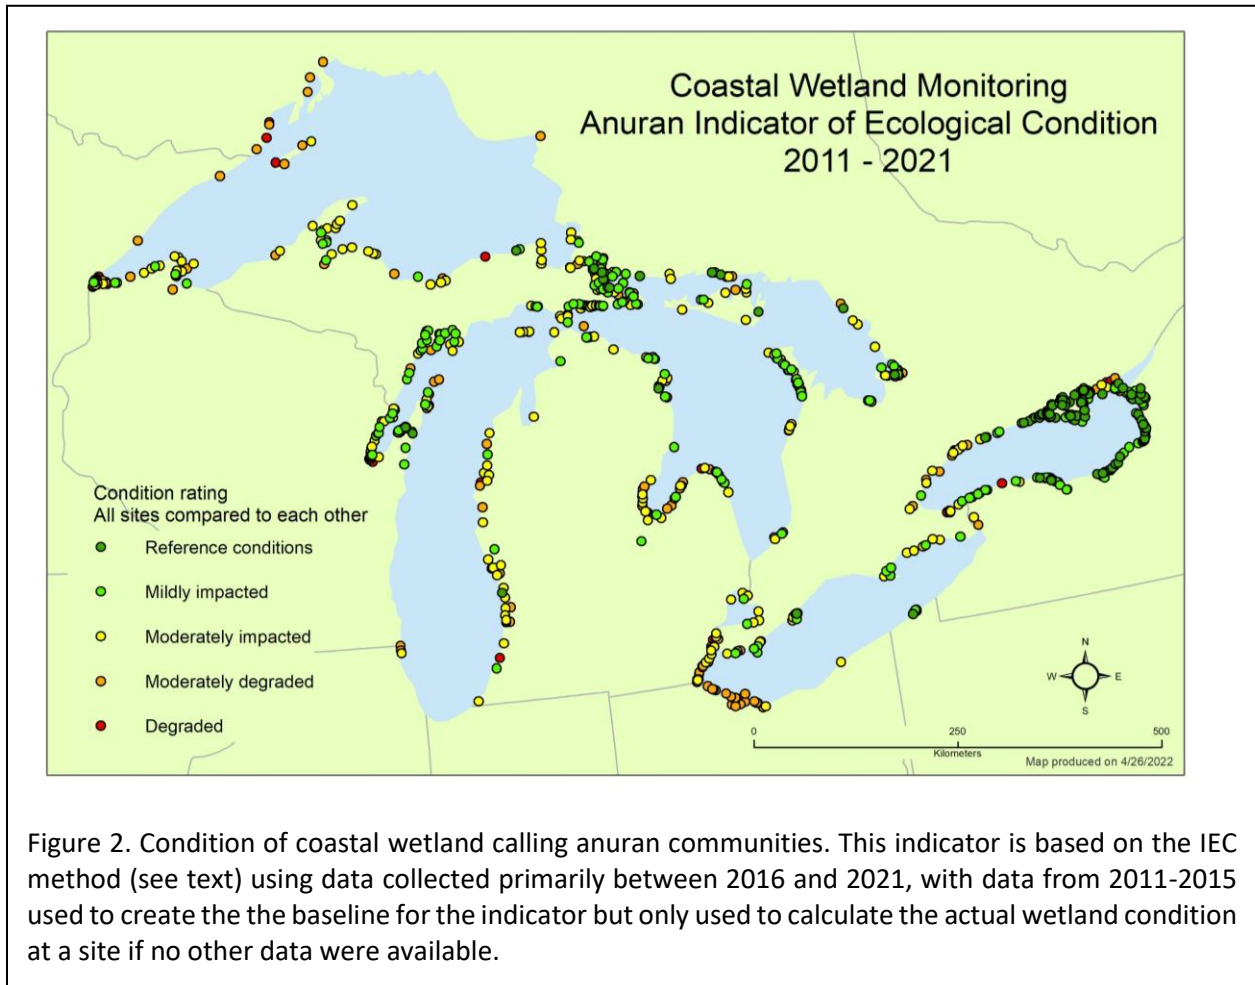 Coastal Wetland Monitoring
Anuran Indicator of Ecological Condition
2011 - 2021
Condition rating
All sites compared to each other
Reference conditions
Mildly impacted
Moderately impacted
Moderately degraded
Degraded
N
W
E
S
0
250
500
Kilometers
Map produced on 4/26/2022
Figure 2. Condition of coastal wetland calling anuran communities. This indicator is based on the IEC
method (see text) using data collected primarily between 2016 and 2021, with data from 2011-2015
used to create the the baseline for the indicator but only used to calculate the actual wetland condition
at a site if no other data were available.